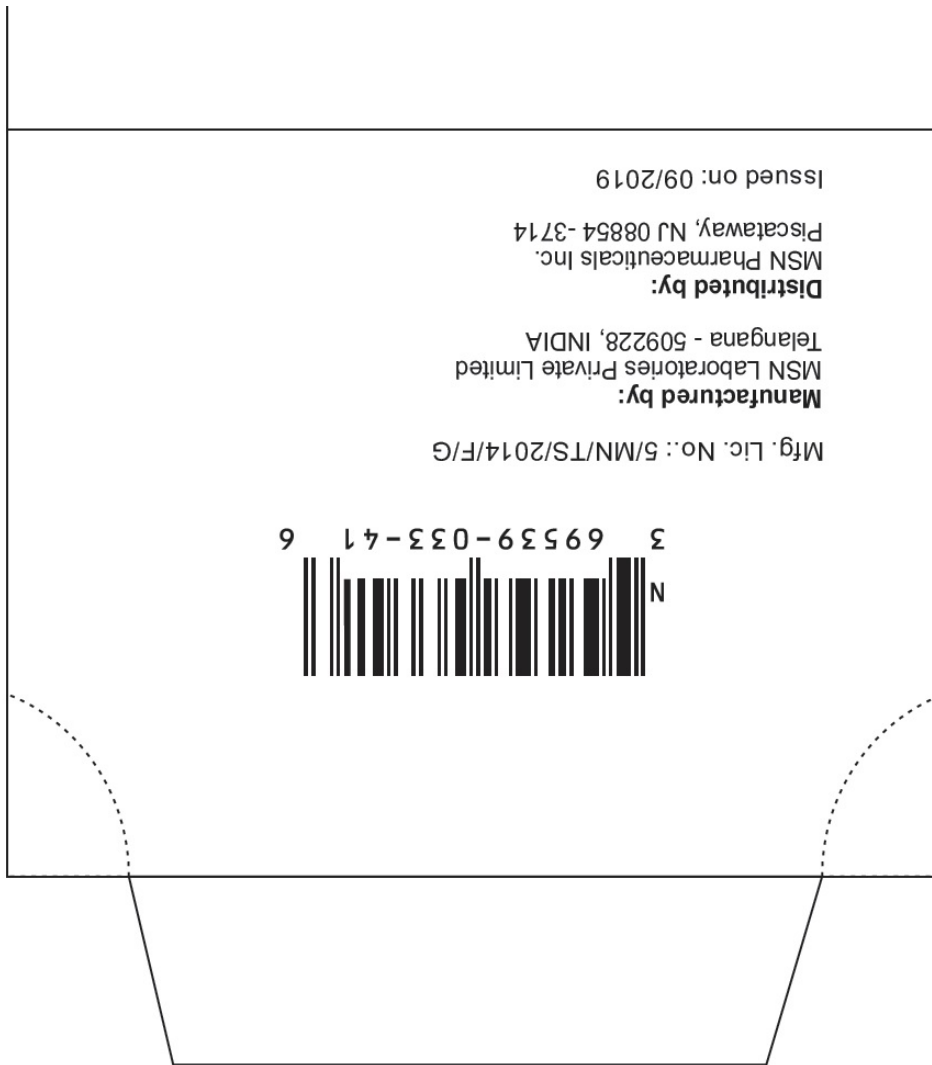 N
3 69539-033-41 6
Mfg. Lic. No.: 5/MN/TS/2014/F/G
Manufactured by:
MSN Laboratories Private Limited
Telangana - 509228, INDIA
Distributed by:
MSN Pharmaceuticals Inc.
Piscataway, NJ 08854 -3714
Issued on: 09/2019